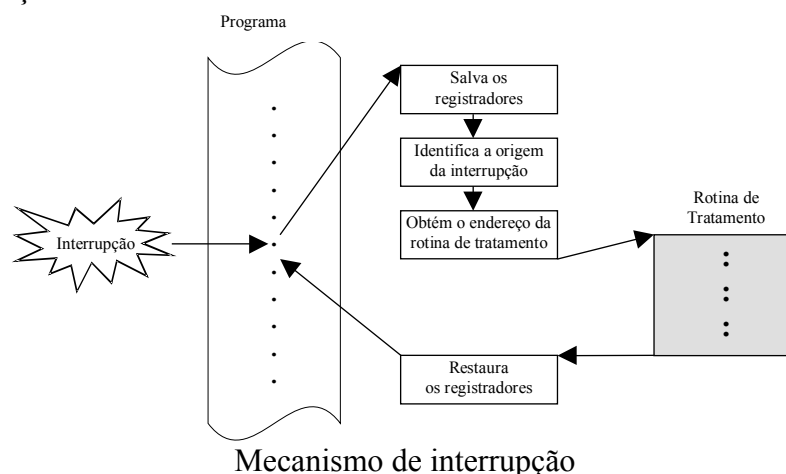 Programa
Salva os
registradores
Identifica a origem
da interrupção
Obtém o endereço da
rotina de tratamento
Rotina de
Tratamento
Interrupção
Restaura
os registradores
Mecanismo de interrupção